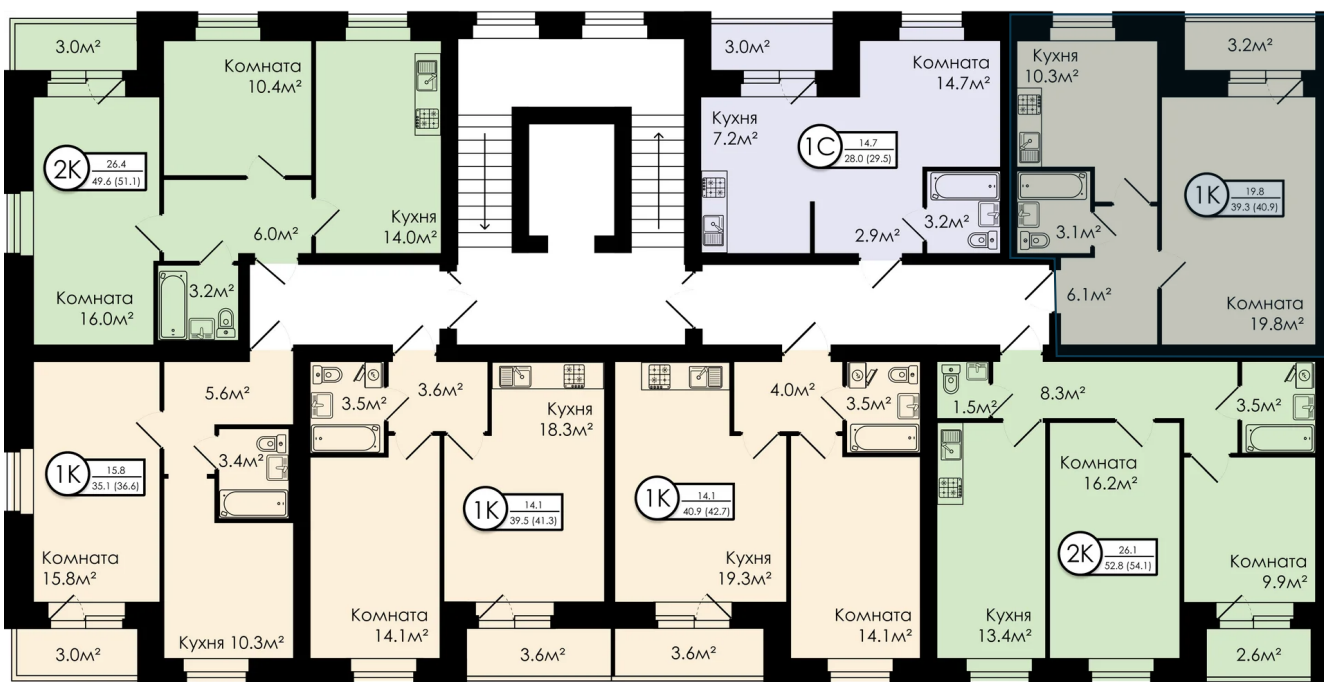 3.0м²
Комната
10.4м²
2К
26.4
49.6 (51.1)
6.0м²
Кухня
14.0м²
3.2м²
Комната
16.0м²
3.0м²
Комната
14.7м²
Кухня
7.2м²
1С
14.7
28.0 (29.5)
3.2м²
2.9м²
Кухня
10.3м²
3.2м²
1К
19.8
39.3 (40.9)
3.1м²
6.1м²
Комната
19.8м²
5.6м²
3.4м²
1К
15.8
35.1 (36.6)
Комната
15.8м²
Кухня 10.3м²
3.0м²
3.5м²
3.6м²
Кухня
18.3м²
1К
14.1
39.5 (41.3)
Комната
14.1м²
3.6м²
4.0м²
3.5м²
1К
14.1
40.9 (42.7)
Кухня
19.3м²
Комната
14.1м²
3.6м²
1.5м²
8.3м²
3.5м²
Комната
16.2м²
2К
26.1
52.8 (54.1)
Комната
9.9м²
Кухня
13.4м²
2.6м²